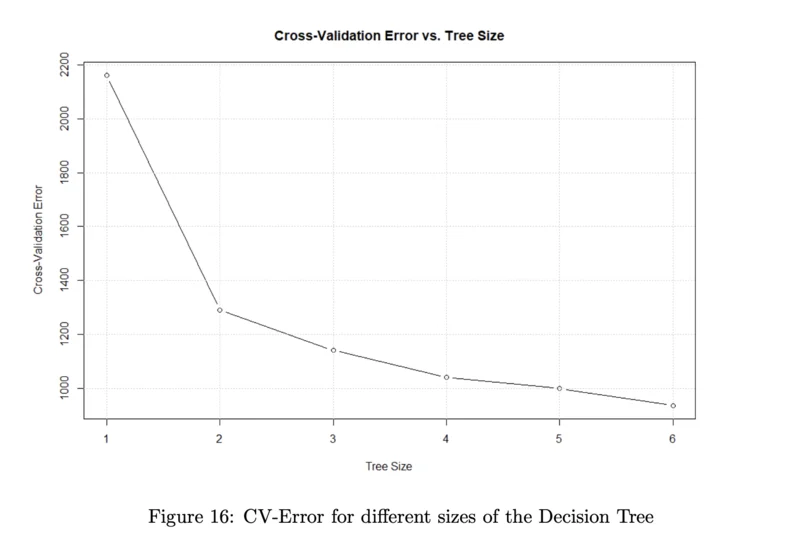 Cross-Validation Error vs. Tree Size
2200
2000
1800
1600
1400
1200
1000
Cross-Validation Error
1 2 3 4 5 6
Tree Size
Figure 16: CV-Error for different sizes of the Decision Tree